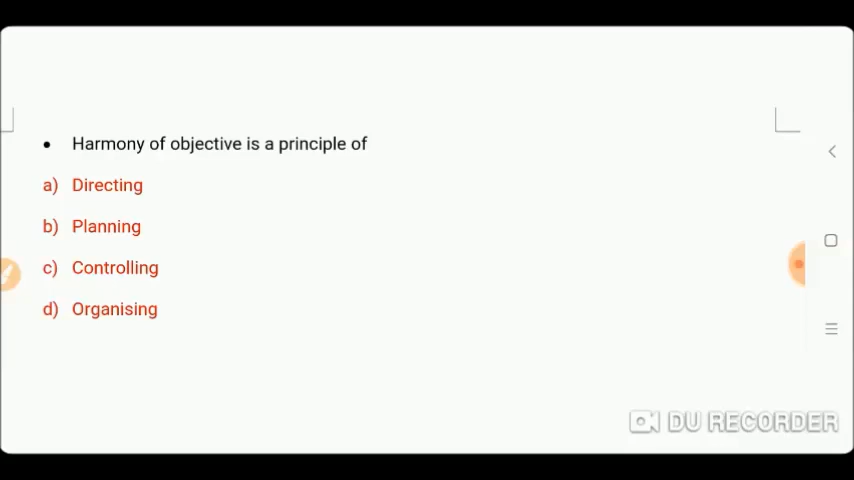 • Harmony of objective is a principle of
a) Directing
b) Planning
c) Controlling
d) Organising
DU RECORDER